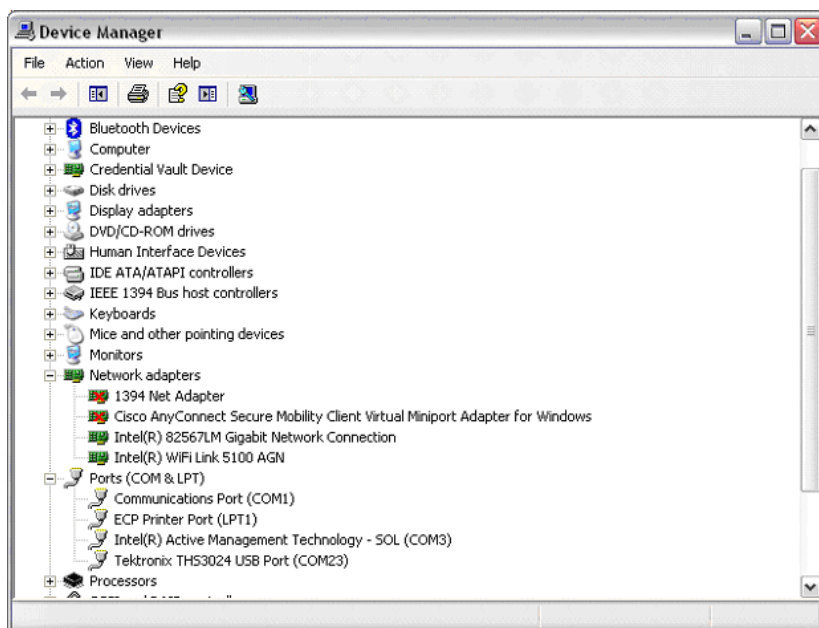 Device Manager
File Action View Help
Bluetooth Devices
Computer
Credential Vault Device
Disk drives
Display adapters
DVD/CD-ROM drives
Human Interface Devices
IDE ATA/ATAPI controllers
IEEE 1394 Bus host controllers
Keyboards
Mice and other pointing devices
Monitors
Network adapters
1394 Net Adapter
Cisco AnyConnect Secure Mobility Client Virtual Miniport Adapter for Windows
Intel(R) 82567LM Gigabit Network Connection
Intel(R) WiFi Link 5100 AGN
Ports (COM & LPT)
Communications Port (COM1)
ECP Printer Port (LPT1)
Intel(R) Active Management Technology - SOL (COM3)
Tektronix THS3024 USB Port (COM23)
Processors